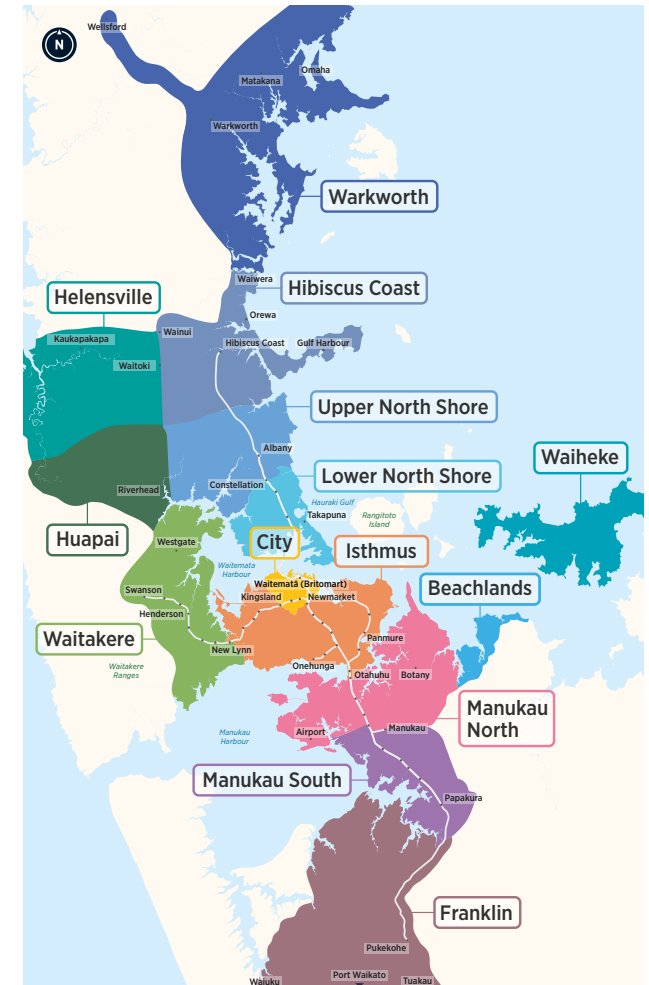 Wellsford
N
Omaha
Matakana
Warkworth
Warkworth
Waiwera
Hibiscus Coast
Helensville
Orewa
Wainui
Kaukapakapa
Hibiscus Coast
Gulf Harbour
Waitoki
Upper North Shore
Albany
Waiheke
Lower North Shore
Constellation
Riverhead
Hauraki Gulf
Takapuna
Rangitoto
Island
Huapai
Westgate
City
Isthmus
Waitemata
Harbour
Waitematā (Britomart)
Beachlands
Swanson
Kingsland
Newmarket
Henderson
Waitakere
Panmure
New Lynn
Waitakere
Ranges
Onehunga
Otahuhu
Botany
Manukau
North
Manukau
Harbour
Airport
Manukau
Manukau South
Papakura
Franklin
Pukekohe
Port Waikato
Waiuku
Tuakau